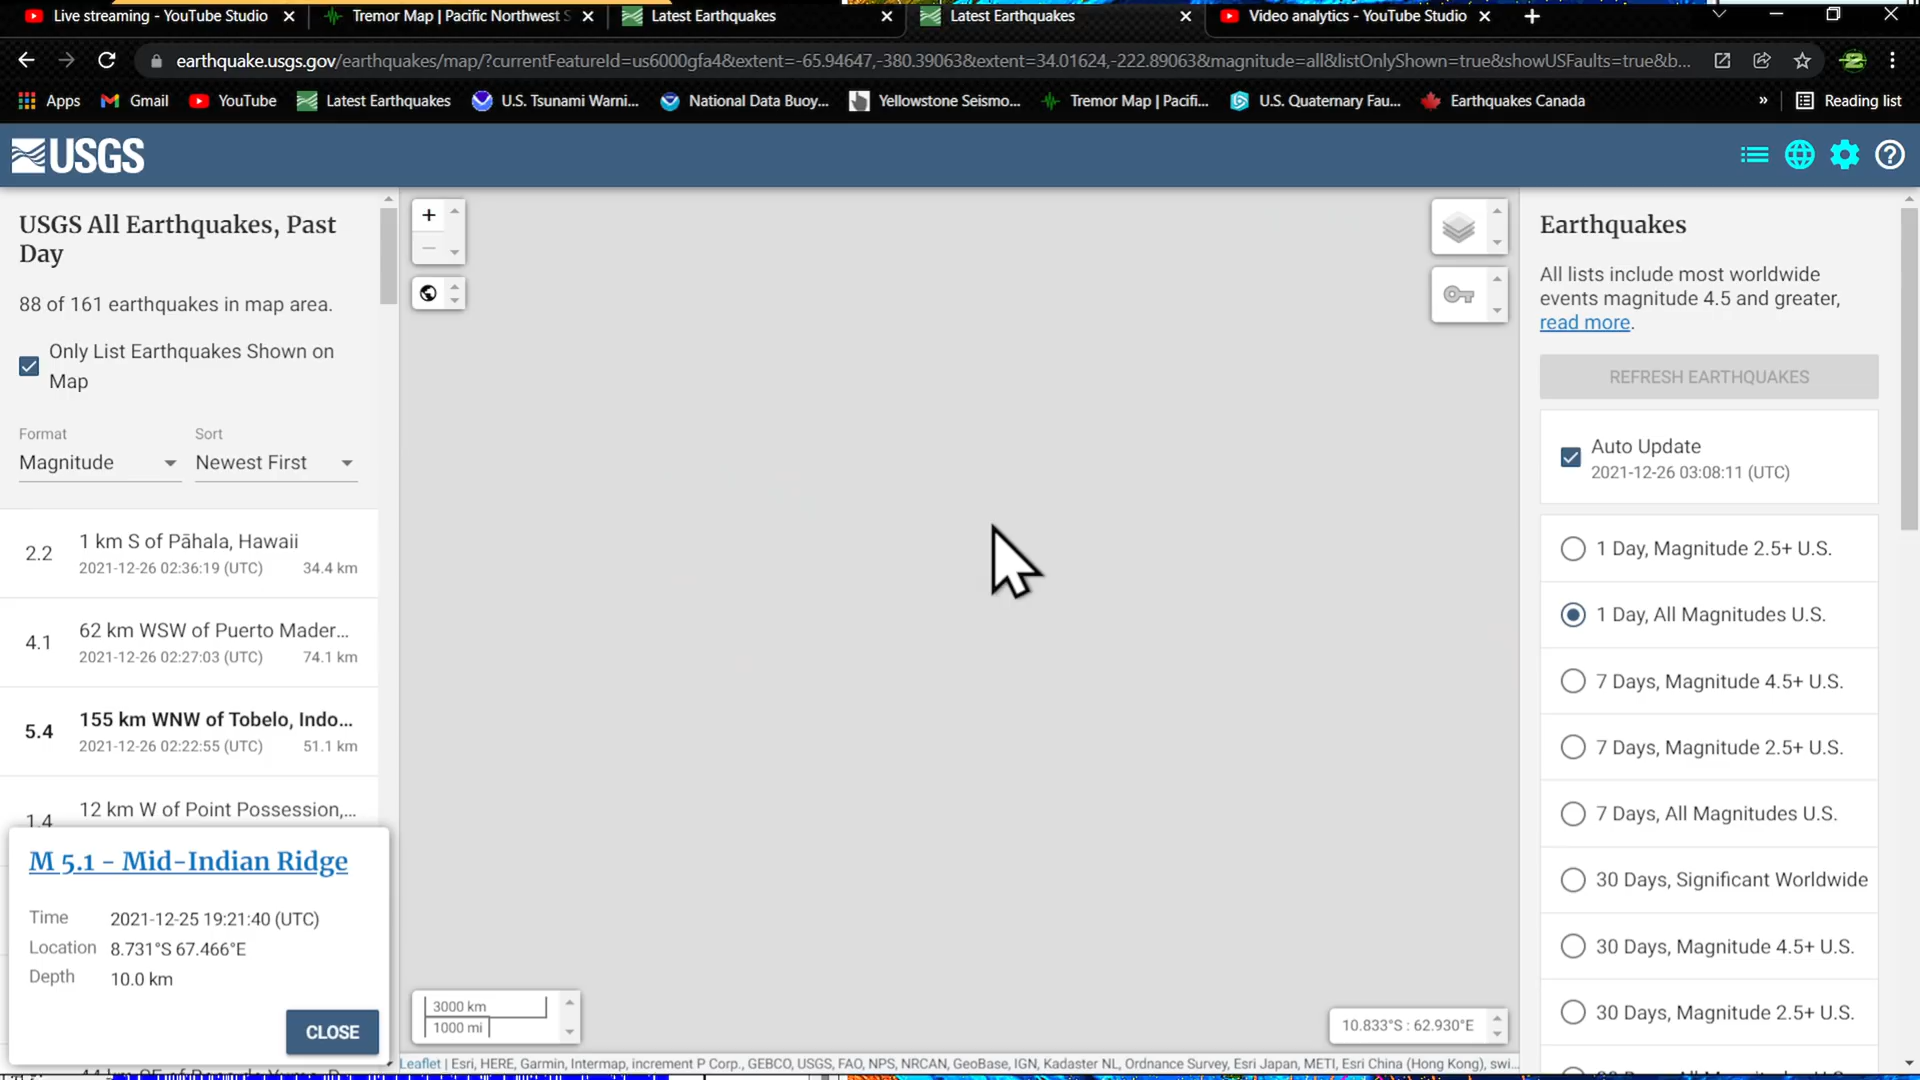 Live streaming - YouTube Studio
Tremor Map | Pacific Northwest S
Latest Earthquakes
Latest Earthquakes
Video analytics - YouTube Studio
earthquake.usgs.gov/earthquakes/map/?currentFeatureId=us6000gfa4&extent=-65.94647,-380.39063&extent=34.01624,-222.89063&magnitude=all&listOnlyShown=true&showUSFaults=true&b...
Apps
Gmail
YouTube
Latest Earthquakes
U.S. Tsunami Warni...
National Data Buoy...
Yellowstone Seismo...
Tremor Map | Pacifi...
U.S. Quaternary Fau...
Earthquakes Canada
»
Reading list
USGS
USGS All Earthquakes, Past
Day
88 of 161 earthquakes in map area.
Only List Earthquakes Shown on
Map
Format
Sort
Magnitude
Newest First
2.2
1 km S of Pāhala, Hawaii
2021-12-26 02:36:19 (UTC)
34.4 km
4.1
62 km WSW of Puerto Mader...
2021-12-26 02:27:03 (UTC)
74.1 km
5.4
155 km WNW of Tobelo, Indo...
2021-12-26 02:22:55 (UTC)
51.1 km
1.4
12 km W of Point Possession,...
M 5.1 - Mid-Indian Ridge
Time
2021-12-25 19:21:40 (UTC)
Location
8.731°S 67.466°E
Depth
10.0 km
CLOSE
+
−
3000 km
1000 mi
10.833°S : 62.930°E
Leaflet | Esri, HERE, Garmin, Intermap, increment P Corp., GEBCO, USGS, FAO, NPS, NRCAN, GeoBase, IGN, Kadaster NL, Ordnance Survey, Esri Japan, METI, Esri China (Hong Kong), swi...
Earthquakes
All lists include most worldwide
events magnitude 4.5 and greater,
read more.
REFRESH EARTHQUAKES
Auto Update
2021-12-26 03:08:11 (UTC)
1 Day, Magnitude 2.5+ U.S.
1 Day, All Magnitudes U.S.
7 Days, Magnitude 4.5+ U.S.
7 Days, Magnitude 2.5+ U.S.
7 Days, All Magnitudes U.S.
30 Days, Significant Worldwide
30 Days, Magnitude 4.5+ U.S.
30 Days, Magnitude 2.5+ U.S.